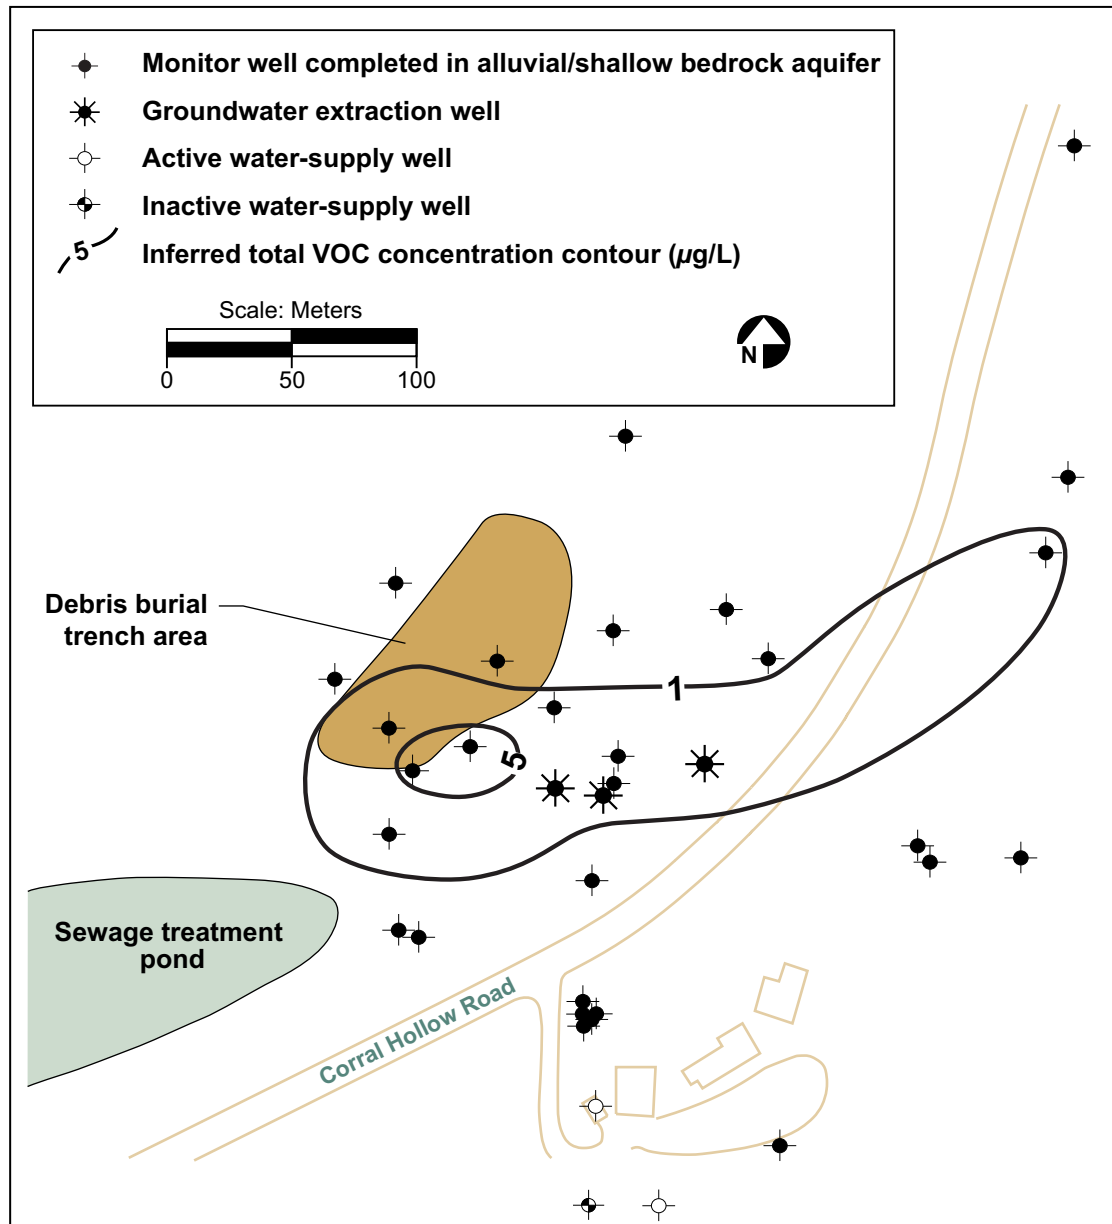 Monitor well completed in alluvial/shallow bedrock aquifer
Groundwater extraction well
Active water-supply well
Inactive water-supply well
5
Inferred total VOC concentration contour (µg/L)
Scale: Meters
0 50 100
N
Debris burial
trench area
1
5
Sewage treatment
pond
Corral Hollow Road